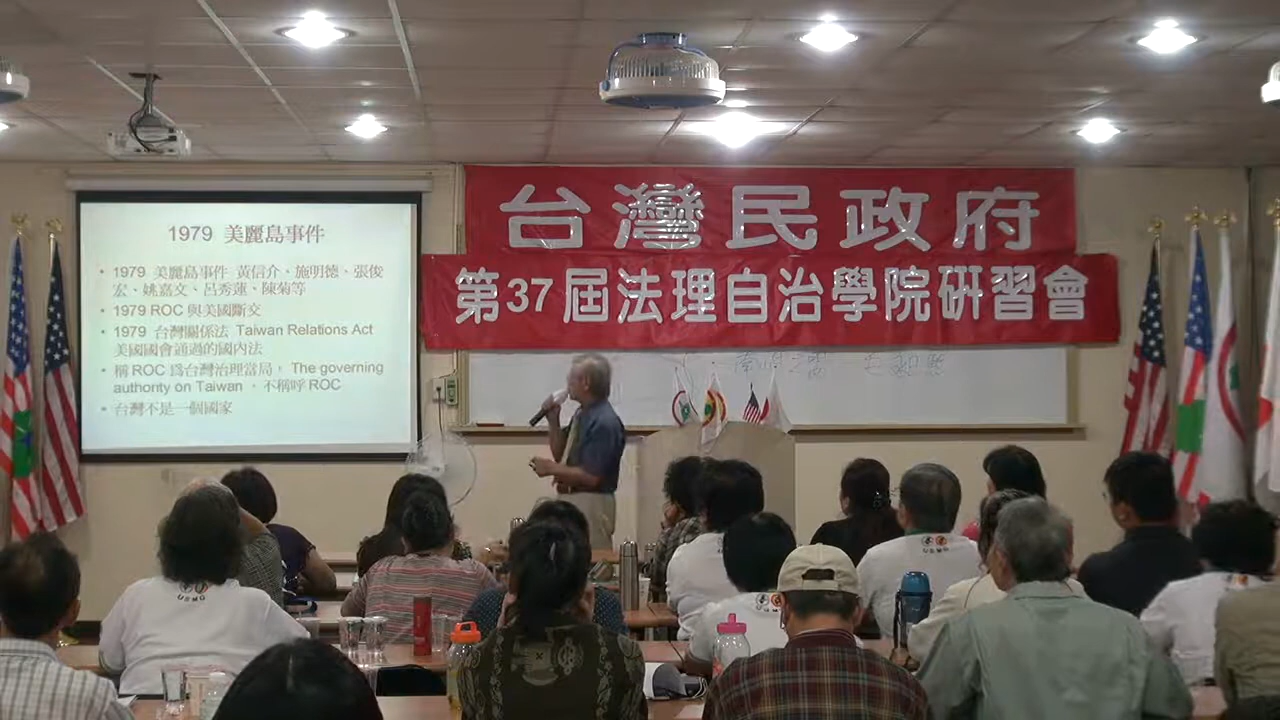 1979 美麗島事件
• 1979 美麗島事件 黃信介、施明德、張俊
宏、姚嘉文、呂秀蓮、陳菊等
• 1979 ROC 與美國斷交
• 1979 台灣關係法 Taiwan Relations Act
美國國會通過的國內法
• 稱 ROC 為台灣治理當局， The governing
authority on Taiwan ，不稱呼 ROC
• 台灣不是一個國家
台灣民政府
第37屆法理自治學院研習會
USMG
USMG